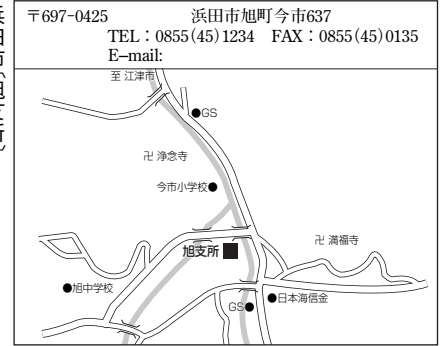 〒697-0425　浜田市旭町今市637
TEL：0855(45)1234　FAX：0855(45)0135
E-mail:
至 江津市
GS
卍 浄念寺
今市小学校
旭支所
卍 満福寺
旭中学校
日本海信金
GS